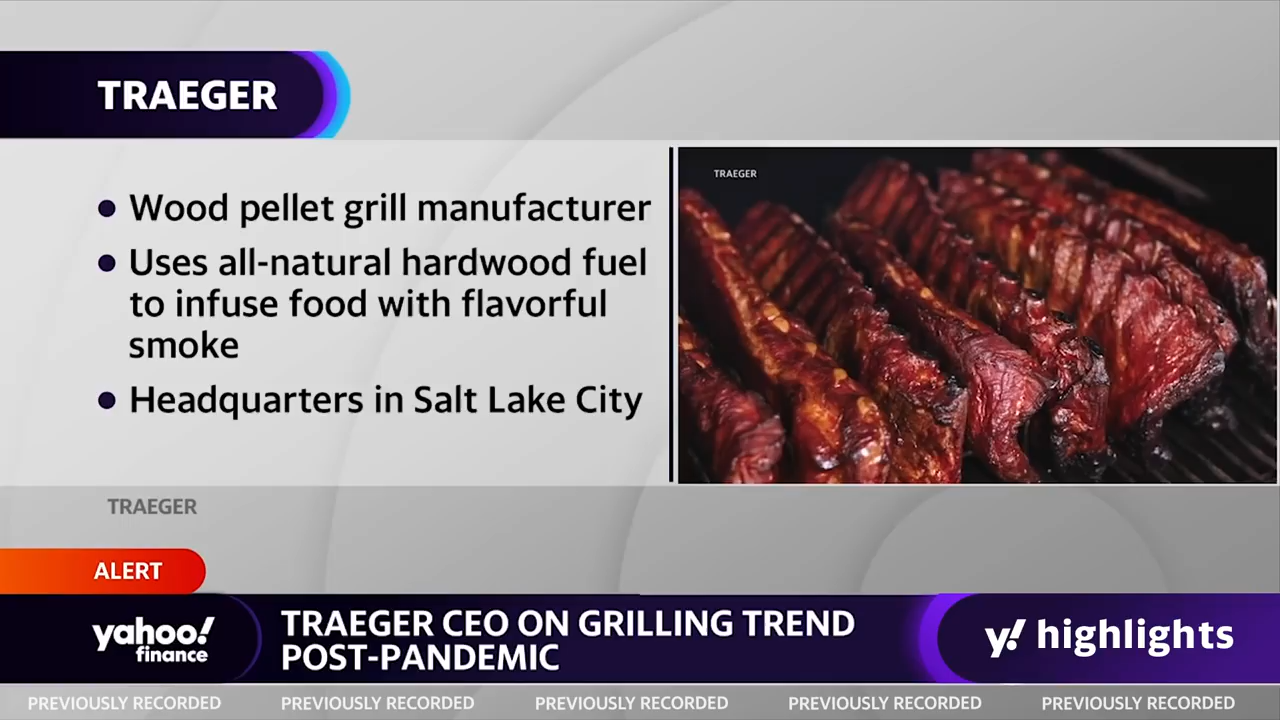 TRAEGER
• Wood pellet grill manufacturer
• Uses all-natural hardwood fuel
to infuse food with flavorful
smoke
• Headquarters in Salt Lake City
TRAEGER
TRAEGER
ALERT
yahoo!
finance
TRAEGER CEO ON GRILLING TREND
POST-PANDEMIC
y! highlights
PREVIOUSLY RECORDED PREVIOUSLY RECORDED PREVIOUSLY RECORDED PREVIOUSLY RECORDED PREVIOUSLY RECORDED